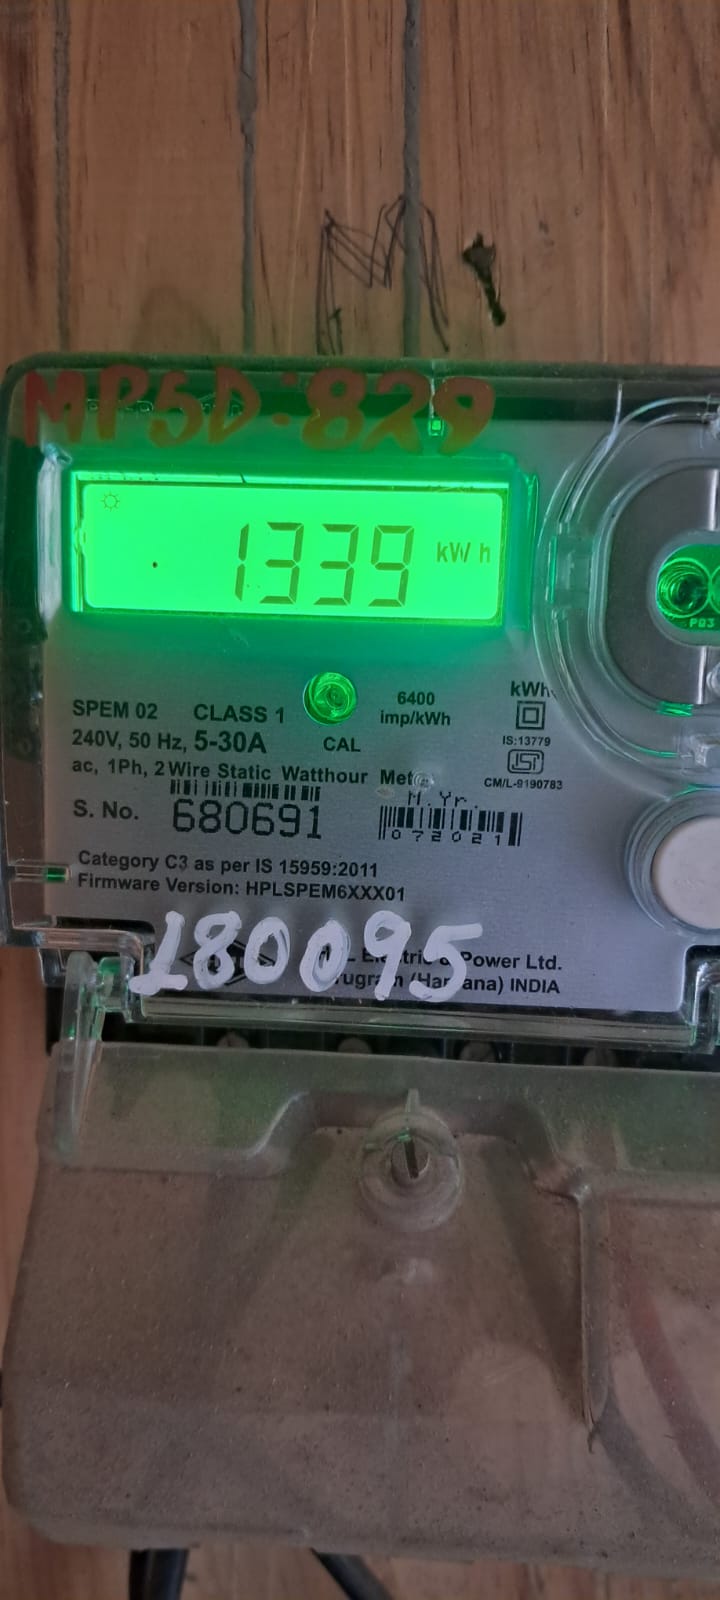 MPSD:829
1339 kWh
SPEM 02 CLASS 1 6400 imp/kWh kWh
240V, 50 Hz, 5-30A CAL IS:13779
ac, 1Ph, 2 Wire Static Watthour Meter CM/L-9190783
M.Yr.
S. No. 680691 072021
Category C3 as per IS 15959:2011
Firmware Version: HPLSPEM6XXX01
180095
Electric & Power Ltd.
INDIA